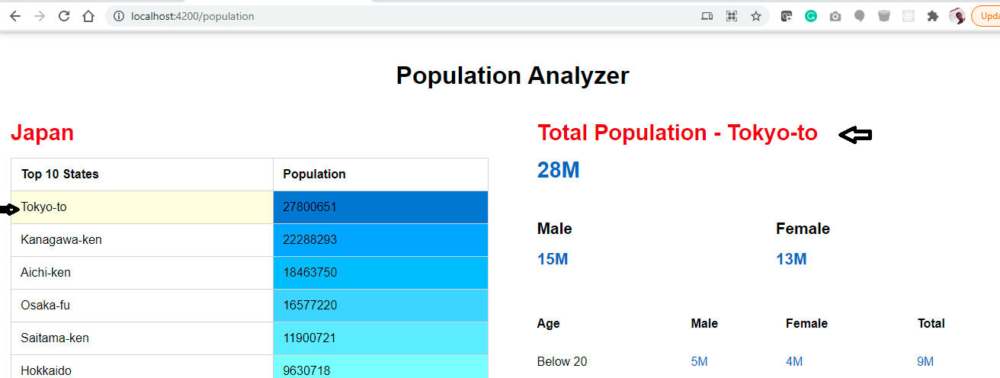 localhost:4200/population
Upda
Population Analyzer
Japan
Top 10 States Population
Tokyo-to 27800651
Kanagawa-ken 22288293
Aichi-ken 18463750
Osaka-fu 16577220
Saitama-ken 11900721
Hokkaido 9630718
Total Population - Tokyo-to
28M
Male Female
15M 13M
Age Male Female Total
Below 20 5M 4M 9M